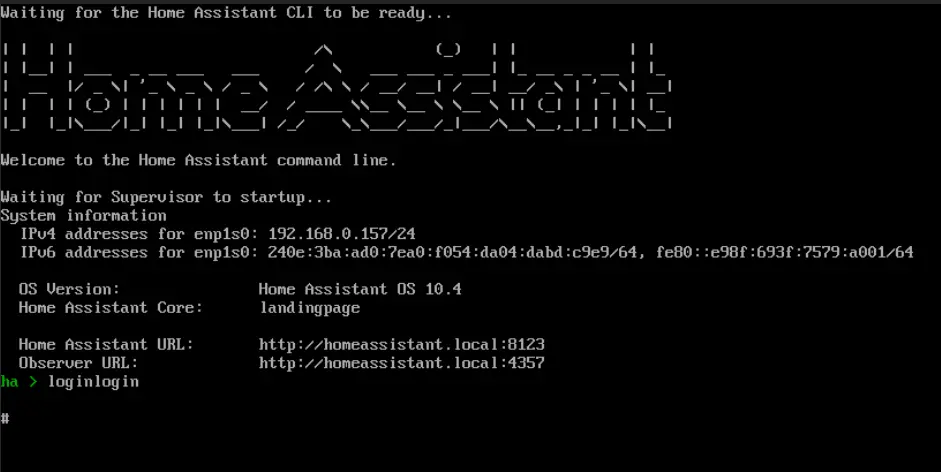 Waiting for the Home Assistant CLI to be ready...
Home Assistant
Welcome to the Home Assistant command line.
Waiting for Supervisor to startup...
System information
IPv4 addresses for enp1s0: 192.168.0.157/24
IPv6 addresses for enp1s0: 240e:3ba:ad0:7ea0:f054:da04:dabd:c9e9/64, fe80::e98f:693f:7579:a001/64
OS Version: Home Assistant OS 10.4
Home Assistant Core: landingpage
Home Assistant URL: http://homeassistant.local:8123
Observer URL: http://homeassistant.local:4357
ha > loginlogin
#